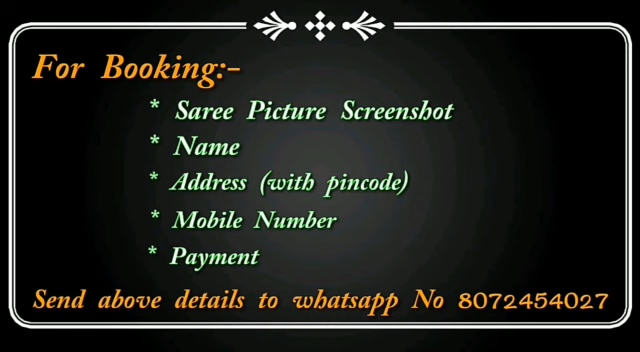 For Booking:-
* Saree Picture Screenshot
* Name
* Address (with pincode)
* Mobile Number
* Payment
Send above details to whatsapp No 8072454027